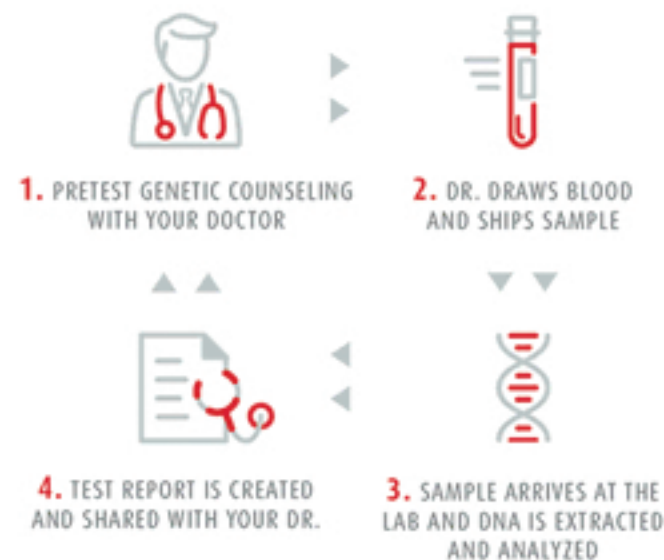 1. PRETEST GENETIC COUNSELING
WITH YOUR DOCTOR
2. DR. DRAWS BLOOD
AND SHIPS SAMPLE
3. SAMPLE ARRIVES AT THE
LAB AND DNA IS EXTRACTED
AND ANALYZED
4. TEST REPORT IS CREATED
AND SHARED WITH YOUR DR.